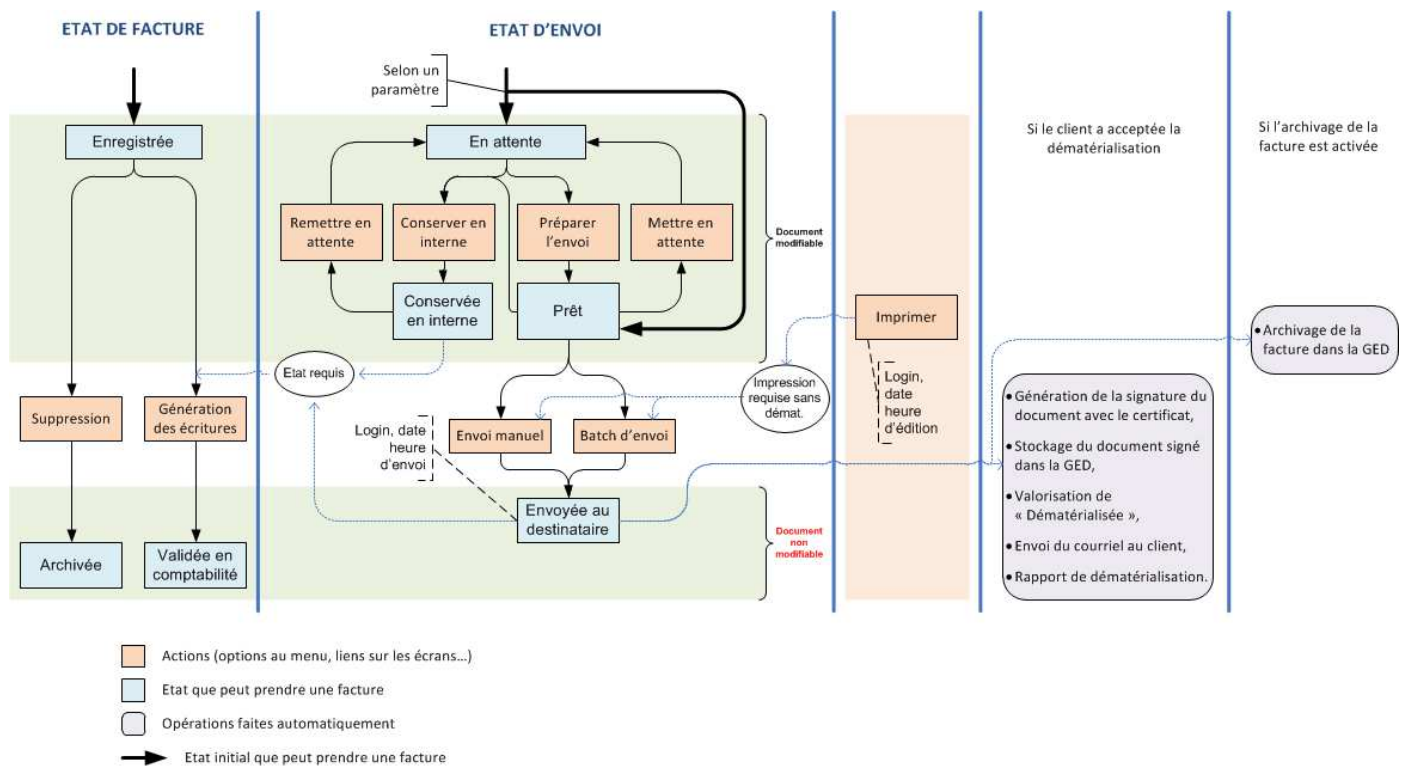 ETAT DE FACTURE
ETAT D'ENVOI
Selon un
paramètre
Enregistrée
En attente
Si le client a acceptée la
dématérialisation
Si l'archivage de la
facture est activée
Remettre en
attente
Conserver en
interne
Préparer
l'envoi
Mettre en
attente
Document
modifiable
Conservée
en interne
Prêt
Imprimer
• Archivage de la
facture dans la GED
Etat requis
Impression
requise sans
démat.
Login,
date
heure
d'édition
Suppression
Génération
des écritures
Login, date
heure
d'envoi
Envoi manuel
Batch d'envoi
• Génération de la signature du
document avec le certificat,
• Stockage du document signé
dans la GED,
• Valorisation de
« Dématérialisée »,
• Envoi du courriel au client,
• Rapport de dématérialisation.
Envoyée au
destinataire
Document
non
modifiable
Archivée
Validée en
comptabilité
Actions (options au menu, liens sur les écrans...)
Etat que peut prendre une facture
Opérations faites automatiquement
Etat initial que peut prendre une facture